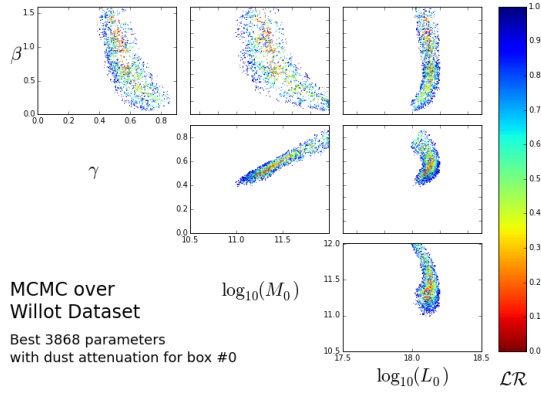 β
1.5
1.0
0.5
0.0
0.0 0.2 0.4 0.6 0.8
γ
0.8
0.6
0.4
0.2
0.0
10.5 11.0 11.5
12.0
11.5
11.0
10.5
17.5 18.0 18.5
log₁₀(M₀)
log₁₀(L₀)
1.0
0.9
0.8
0.7
0.6
0.5
0.4
0.3
0.2
0.1
0.0
ℒℛ
MCMC over
Willot Dataset
Best 3868 parameters
with dust attenuation for box #0